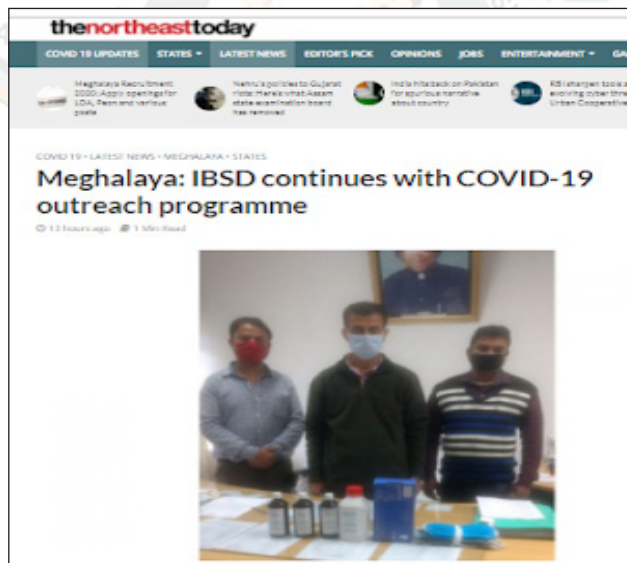 thenortheasttoday
COVID 19 UPDATES STATES LATEST NEWS EDITOR'S PICK OPINIONS JOBS ENTERTAINMENT GA
Meghalaya Recruitment
2020: Apply openings for
LDA, Peon and various
posts
Nehru's policies to Gujarat
riots: Here's what Assam
state examination board
has removed
India hits back on Pakistan
for spurious narrative
about country
RBI sharpen tools a
evolving cyber thre
Urban Cooperative
COVID 19 • LATEST NEWS • MEGHALAYA • STATES
Meghalaya: IBSD continues with COVID-19
outreach programme
13 hours ago 1 Min Read